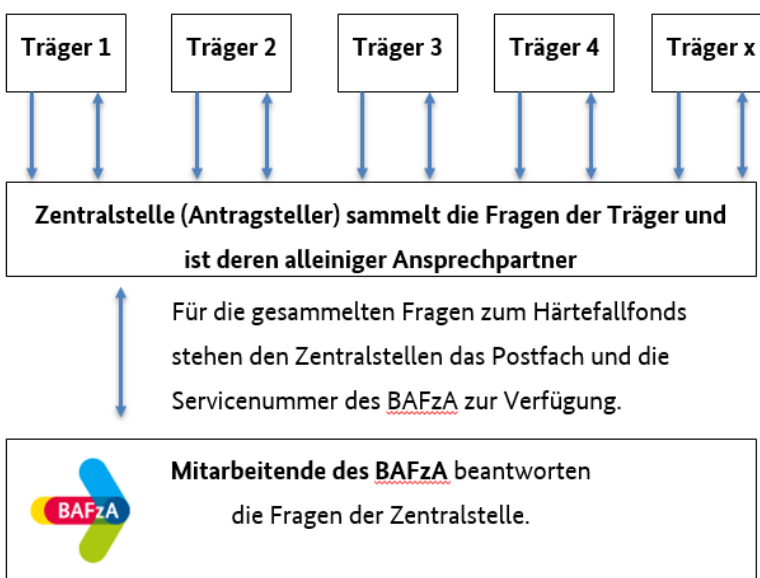 Träger 1
Träger 2
Träger 3
Träger 4
Träger x
Zentralstelle (Antragsteller) sammelt die Fragen der Träger und
ist deren alleiniger Ansprechpartner
Für die gesammelten Fragen zum Härtefallfonds
stehen den Zentralstellen das Postfach und die
Servicenummer des BAFzA zur Verfügung.
BAFzA
Mitarbeitende des BAFzA beantworten
die Fragen der Zentralstelle.